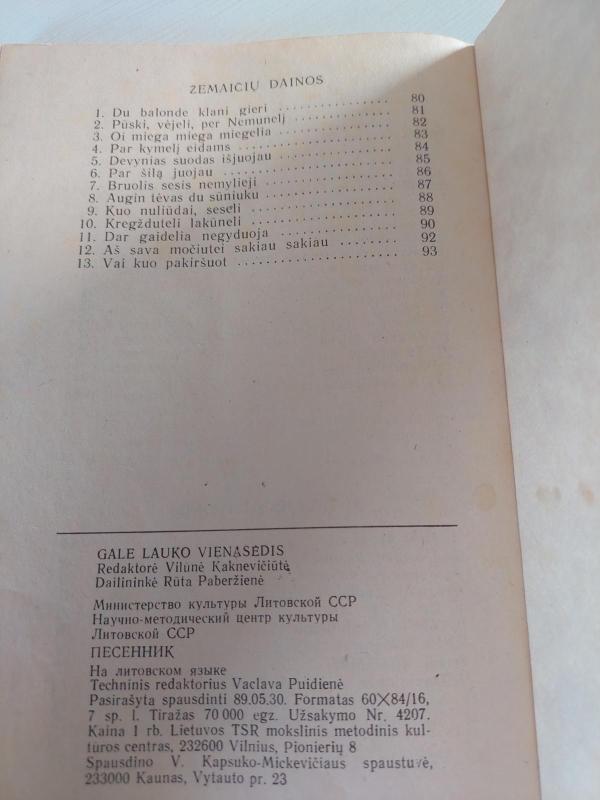 ŽEMAIČIŲ DAINOS
1. Du balonde klani gieri 80
2. Pūski, vėjeli, per Nemunelį 81
3. Oi miega miega miegelia 82
4. Par kymelį eidams 83
5. Devynias suodas išjuojau 84
6. Par šilą juojau 85
7. Bruolis sesis nemylieji 86
8. Augin tėvas du sūniuku 87
9. Kuo nuliūdai, seseli 88
10. Kregžduteli lakūneli 89
11. Dar gaidelia negyduoja 90
12. Aš sava močiutei sakiau sakiau 92
13. Vai kuo pakiršuot 93
GALE LAUKO VIENASĖDIS
Redaktorė Vilūnė Kaknevičiūtė
Dailininkė Rūta Paberžienė
Министерство культуры Литовской ССР
Научно-методический центр культуры
Литовской ССР
ПЕСЕННИК
На литовском языке
Techninis redaktorius Vaclava Puidienė
Pasirašyta spausdinti 89.05.30. Formatas 60×84/16,
7 sp. l. Tiražas 70 000 egz. Užsakymo Nr. 4207.
Kaina 1 rb. Lietuvos TSR mokslinis metodinis kul-
tūros centras, 232600 Vilnius, Pionierių 8
Spausdino V. Kapsuko-Mickevičiaus spaustuvė,
233000 Kaunas, Vytauto pr. 23